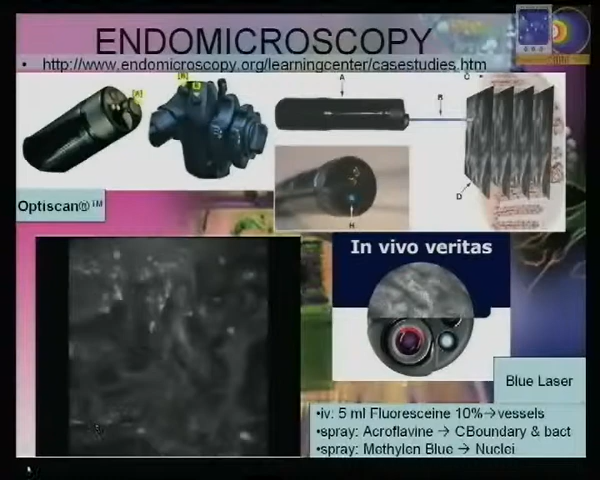 ENDOMICROSCOPY
• http://www.endomicroscopy.org/learningcenter/casestudies.htm
A
B
C
D
H
Optiscan® ™
In vivo veritas
Blue Laser
•iv: 5 ml Fluoresceine 10%→vessels
•spray: Acroflavine → CBoundary & bact
•spray: Methylen Blue → Nuclei